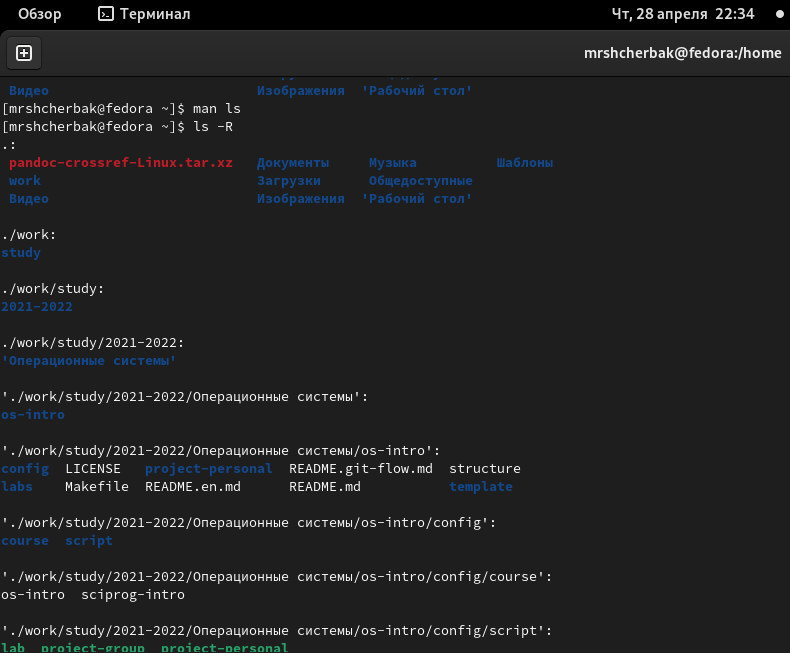 Обзор Терминал Чт, 28 апреля 22:34
mrshcherbak@fedora:/home
Видео Изображения 'Рабочий стол'
[mrshcherbak@fedora ~]$ man ls
[mrshcherbak@fedora ~]$ ls -R
.:
pandoc-crossref-Linux.tar.xz Документы Музыка Шаблоны
work Загрузки Общедоступные
Видео Изображения 'Рабочий стол'
./work:
study
./work/study:
2021-2022
./work/study/2021-2022:
'Операционные системы'
'./work/study/2021-2022/Операционные системы':
os-intro
'./work/study/2021-2022/Операционные системы/os-intro':
config LICENSE project-personal README.git-flow.md structure
labs Makefile README.en.md README.md template
'./work/study/2021-2022/Операционные системы/os-intro/config':
course script
'./work/study/2021-2022/Операционные системы/os-intro/config/course':
os-intro sciprog-intro
'./work/study/2021-2022/Операционные системы/os-intro/config/script':
lab project-group project-personal